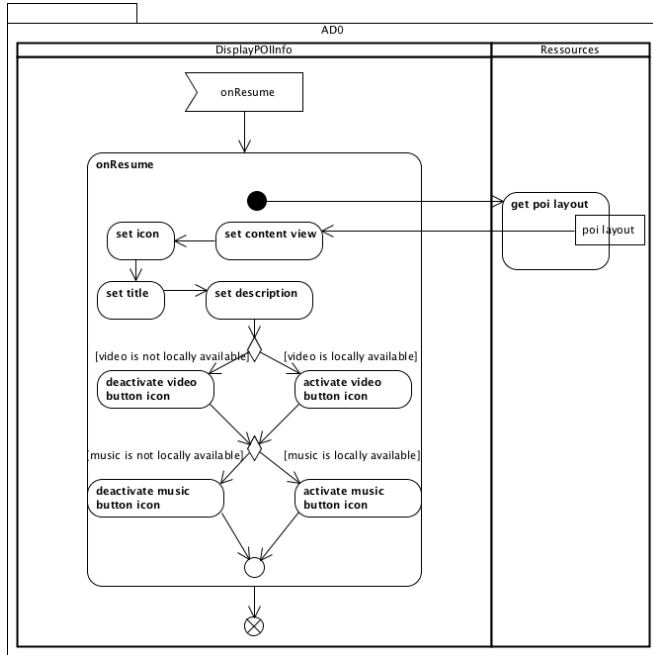 AD0
DisplayPOIInfo
Ressources
onResume
onResume
get poi layout
poi layout
set icon
set content view
set title
set description
[video is not locally available]
[video is locally available]
deactivate video
button icon
activate video
button icon
[music is not locally available]
[music is locally available]
deactivate music
button icon
activate music
button icon